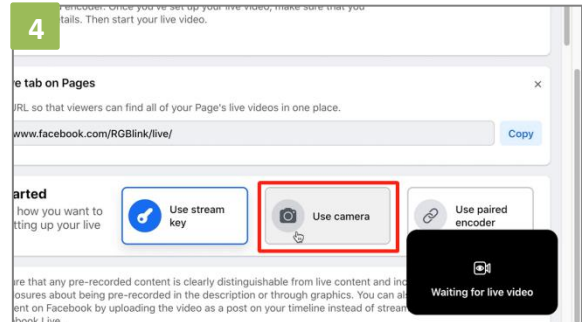 4
encoder. Once you've set up your live video, make sure that you
tails. Then start your live video.
e tab on Pages
URL so that viewers can find all of your Page's live videos in one place.
www.facebook.com/RGBlink/live/
Copy
arted
how you want to
tting up your live
Use stream
key
Use camera
Use paired
encoder
Waiting for live video
re that any pre-recorded content is clearly distinguishable from live content and inc
osures about being pre-recorded in the description or through graphics. You can als
ent on Facebook by uploading the video as a post on your timeline instead of stream
ebook Live.